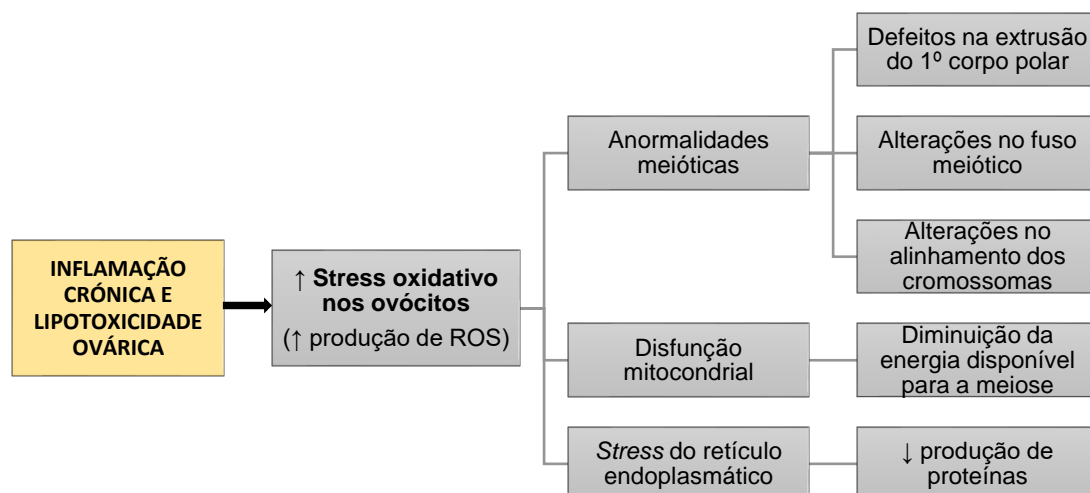 INFLAMAÇÃO
CRÓNICA E
LIPOTOXICIDADE
OVÁRICA
↑ Stress oxidativo
nos ovócitos
(↑ produção de ROS)
Anormalidades
meióticas
Defeitos na extrusão
do 1º corpo polar
Alterações no fuso
meiótico
Alterações no
alinhamento dos
cromossomas
Disfunção
mitocondrial
Diminuição da
energia disponível
para a meiose
Stress do retículo
endoplasmático
↓ produção de
proteínas